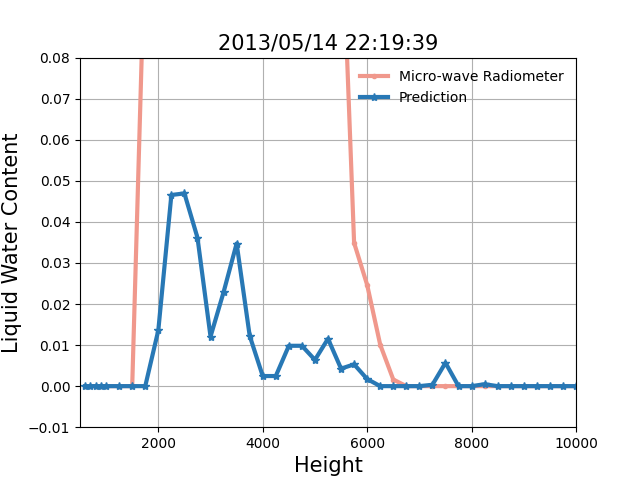 2013/05/14 22:19:39
Micro-wave Radiometer
Prediction
Liquid Water Content
0.08
0.07
0.06
0.05
0.04
0.03
0.02
0.01
0.00
−0.01
2000 4000 6000 8000 10000
Height